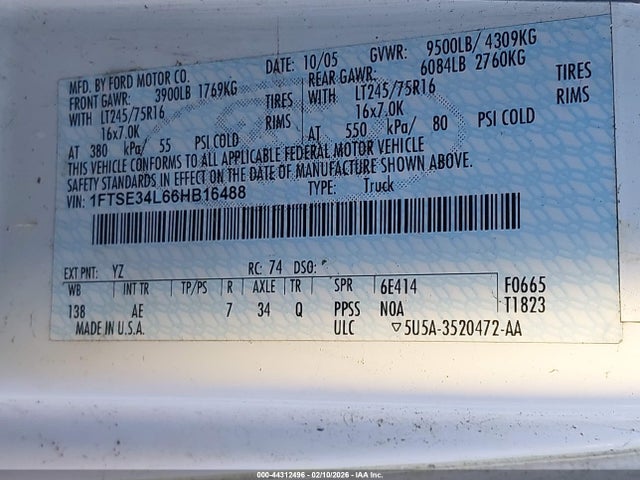 DATE: 10/05 GVWR: 9500LB/ 4309KG
MFD. BY FORD MOTOR CO. REAR GAWR: 6084LB 2760KG
FRONT GAWR: 3900LB 1769KG WITH LT245/75R16 TIRES
WITH LT245/75R16 TIRES 16x7.0K RIMS
16x7.0K RIMS AT 550 kPa/ 80 PSI COLD
AT 380 kPa/ 55 PSI COLD
THIS VEHICLE CONFORMS TO ALL APPLICABLE FEDERAL MOTOR VEHICLE
SAFETY STANDARDS IN EFFECT ON THE DATE OF MANUFACTURE SHOWN ABOVE.
VIN: 1FTSE34L66HB16488 TYPE: Truck
EXT PNT: YZ RC: 74 DSO:
WB INT TR TP/PS R AXLE TR SPR 6E414 F0665
138 AE 7 34 Q PPSS NOA T1823
MADE IN U.S.A. ULC ▽5U5A-3520472-AA
000-44312496 - 02/10/2026 - IAA Inc.